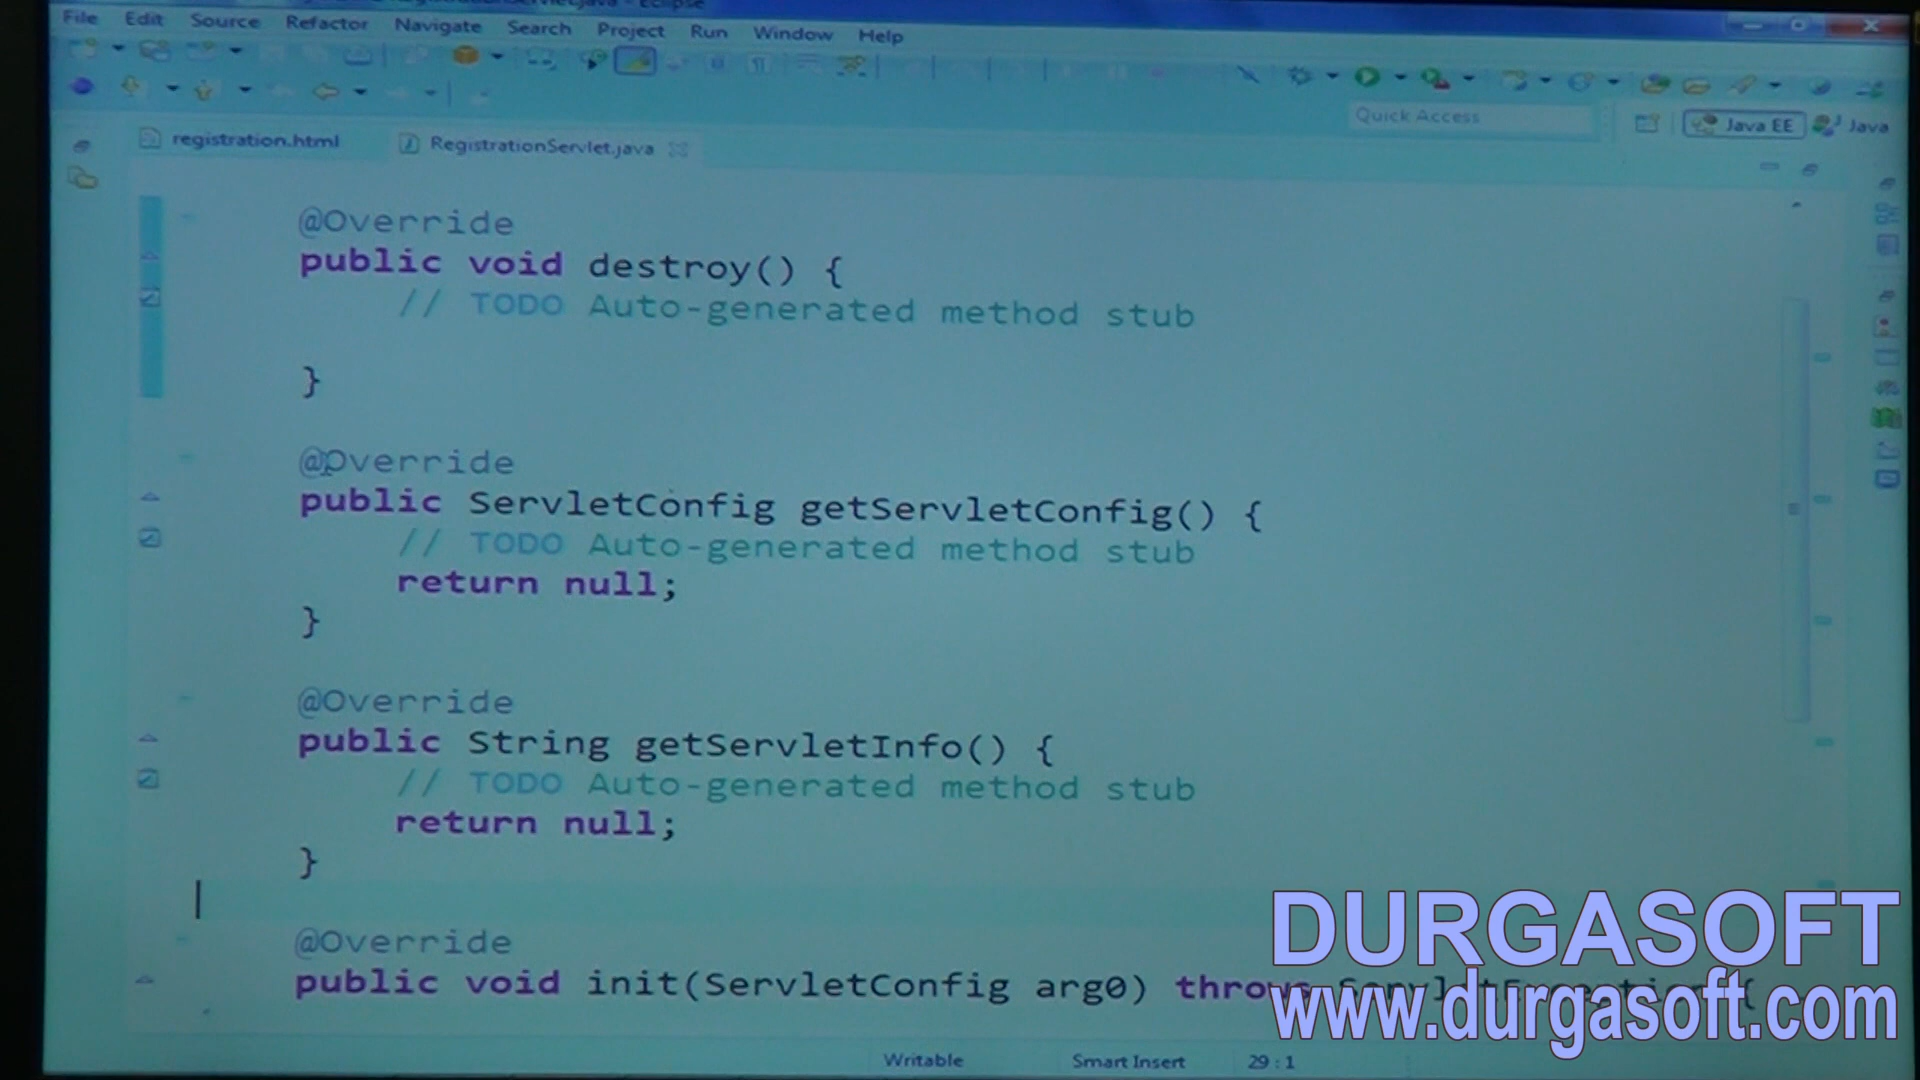 File Edit Source Refactor Navigate Search Project Run Window Help
Quick Access
Java EE Java
registration.html RegistrationServlet.java
@Override
public void destroy() {
// TODO Auto-generated method stub
}
@Override
public ServletConfig getServletConfig() {
// TODO Auto-generated method stub
return null;
}
@Override
public String getServletInfo() {
// TODO Auto-generated method stub
return null;
}
@Override
public void init(ServletConfig arg0) throws ServletException {
DURGASOFT
www.durgasoft.com
Writable Smart Insert 29 : 1